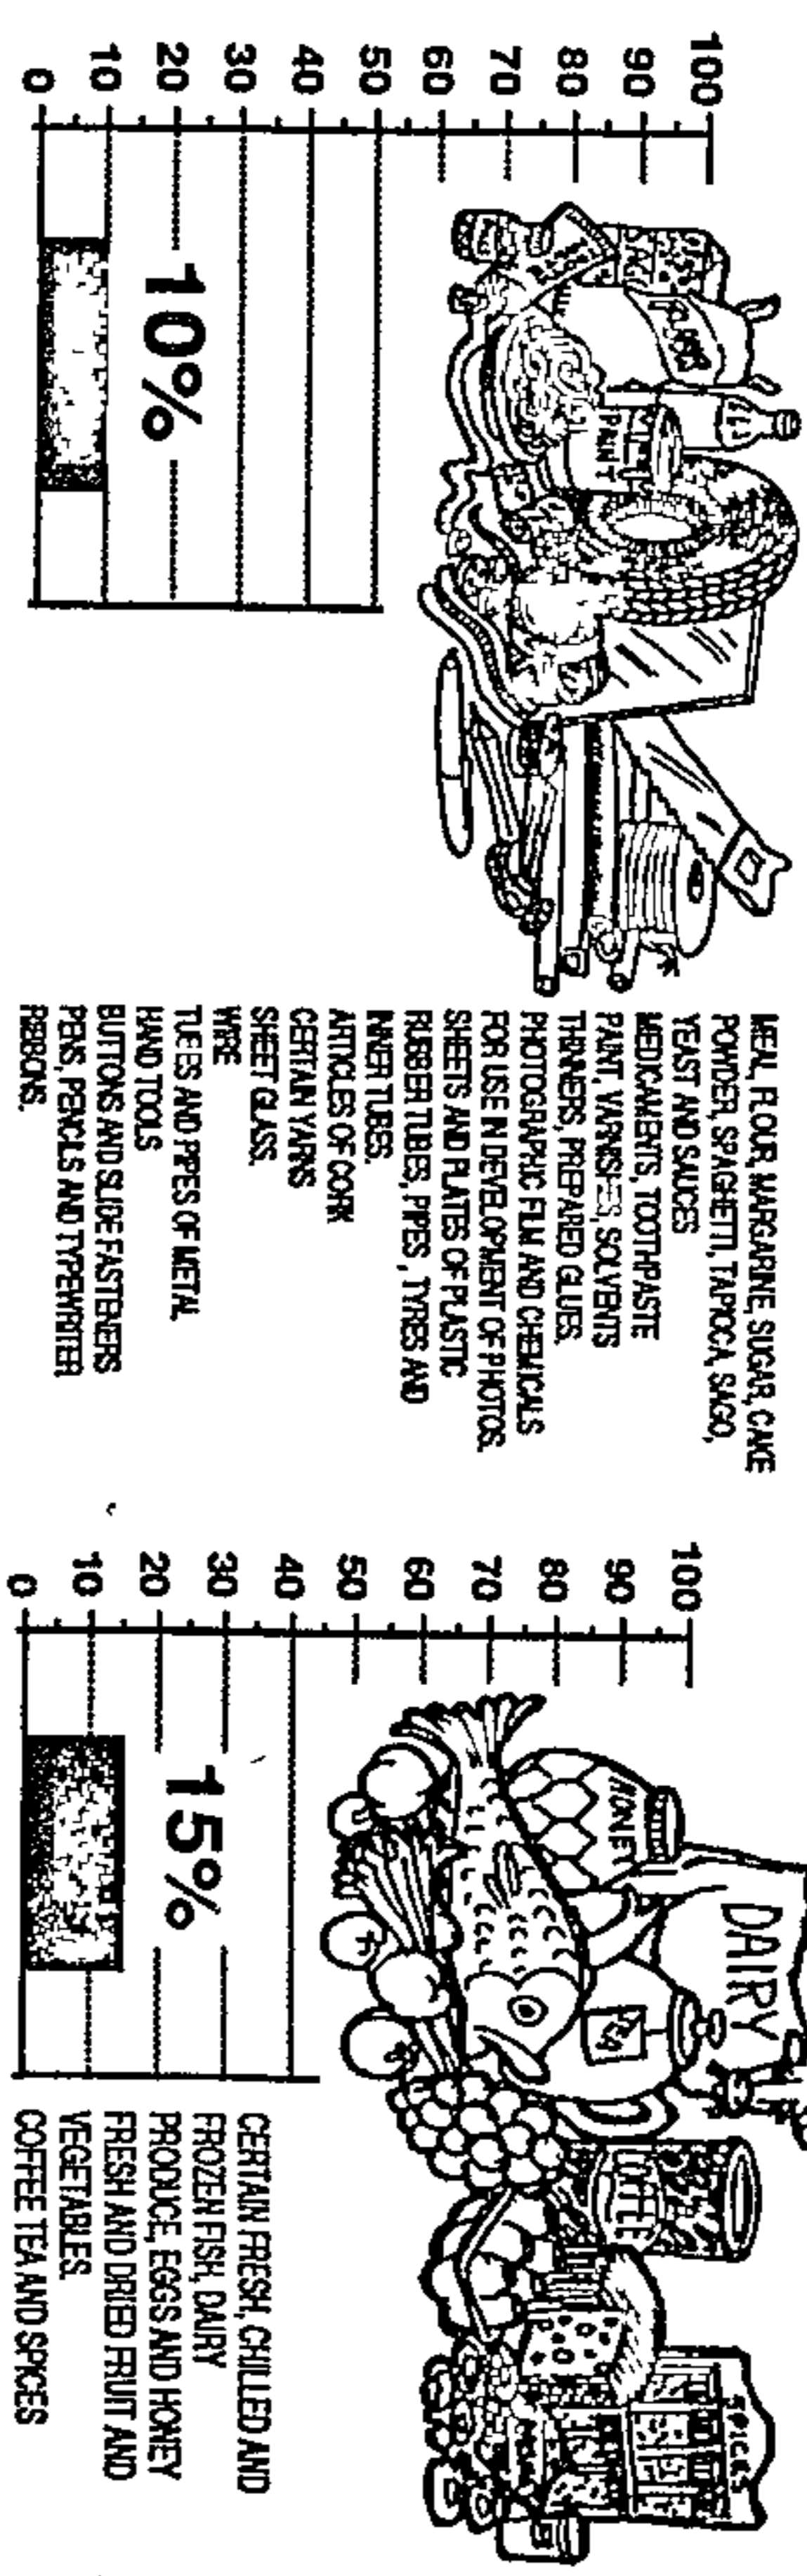 100
90
80
70
60
50
40
30
20
10
0
10%
FLOUR
PAINT
MEAL, FLOUR, MARGARINE, SUGAR, CAKE
POWDER, SPAGHETTI, TAPIOCA, SAGO,
YEAST AND SAUCES
MEDICAMENTS, TOOTHPASTE
PAINT, VARNISHES, SOLVENTS
THINNERS, PREPARED GLUES.
PHOTOGRAPHIC FILM AND CHEMICALS
FOR USE IN DEVELOPMENT OF PHOTOS.
SHEETS AND PLATES OF PLASTIC
RUBBER TUBES, PIPES, TYRES AND
INNER TUBES.
ARTICLES OF CORK
CERTAIN YARNS
SHEET GLASS.
WIRE
TUBES AND PIPES OF METAL
HAND TOOLS
BUTTONS AND SLIDE FASTENERS
PENS, PENCILS AND TYPEWRITER
RIBBONS.
100
90
80
70
60
50
40
30
20
10
0
15%
HONEY
DAIRY
TEA
COFFEE
SPICES
CERTAIN FRESH, CHILLED AND
FROZEN FISH, DAIRY
PRODUCE, EGGS AND HONEY
FRESH AND DRIED FRUIT AND
VEGETABLES.
COFFEE TEA AND SPICES